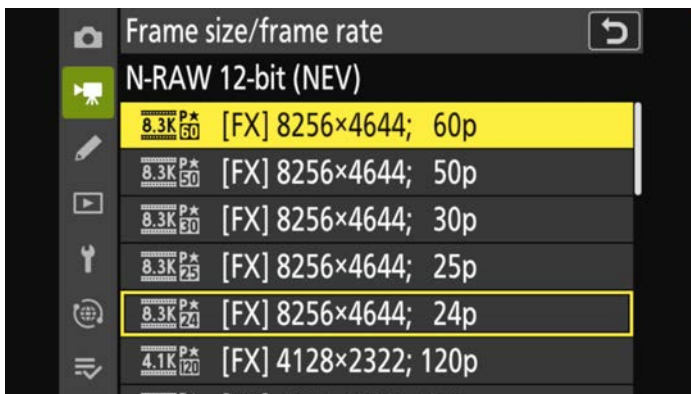 Frame size/frame rate
N-RAW 12-bit (NEV)
8.3K P★ 60 [FX] 8256×4644; 60p
8.3K P★ 50 [FX] 8256×4644; 50p
8.3K P★ 30 [FX] 8256×4644; 30p
8.3K P★ 25 [FX] 8256×4644; 25p
8.3K P★ 24 [FX] 8256×4644; 24p
4.1K P★ 120 [FX] 4128×2322; 120p